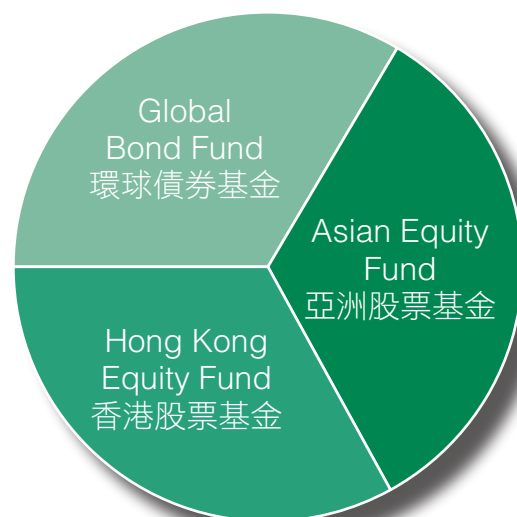 Global
Bond Fund
環球債券基金
Asian Equity
Fund
亞洲股票基金
Hong Kong
Equity Fund
香港股票基金